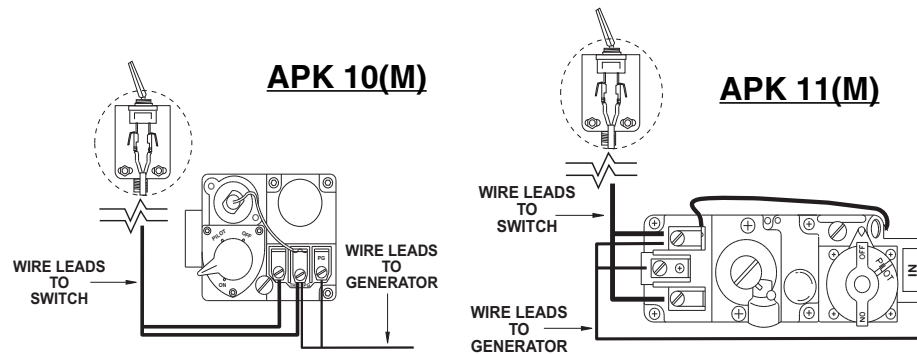 APK 10(M)
WIRE LEADS
TO
SWITCH
PILOT
OFF
ON
PG
WIRE LEADS
TO
GENERATOR
APK 11(M)
WIRE LEADS
TO
SWITCH
WIRE LEADS
TO
GENERATOR
OFF
PILOT
ON
IN